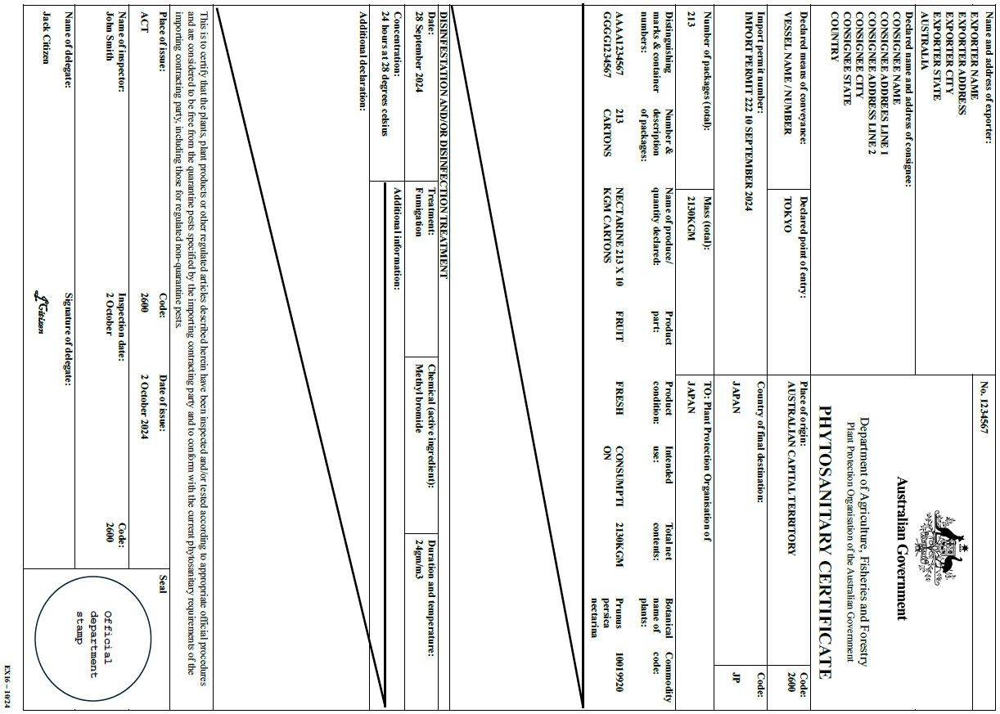 Name and address of exporter:
EXPORTER NAME
EXPORTER ADDRESS
EXPORTER CITY
EXPORTER STATE
AUSTRALIA
No. 1234567
Australian Government
Department of Agriculture, Fisheries and Forestry
Plant Protection Organisation of the Australian Government
PHYTOSANITARY CERTIFICATE
Declared name and address of consignee:
CONSIGNEE NAME
CONSIGNEE ADDREES LINE 1
CONSIGNEE ADDRESS LINE 2
CONSIGNEE CITY
CONSIGNEE STATE
COUNTRY
Declared means of conveyance:
VESSEL NAME / NUMBER
Declared point of entry:
TOKYO
Place of origin:
AUSTRALIAN CAPITAL TERRITORY
Code:
2600
Import permit number:
IMPORT PERMIT 222 10 SEPTEMBER 2024
Country of final destination:
JAPAN
Code:
JP
Number of packages (total):
213
Mass (total):
2130KGM
TO: Plant Protection Organisation of
JAPAN
Distinguishing
marks & container
numbers:
Number &
description
of packages:
Name of produce/
quantity declared:
Product
part:
Product
condition:
Intended
use:
Total net
contents:
Botanical
name of
plants:
Commodity
code:
AAAA1234567
GGGG1234567
213
CARTONS
NECTARINE 213 X 10
KGM CARTONS
FRUIT
FRESH
CONSUMPTI
ON
2130KGM
Prunus
persica
nectarina
10019920
DISINFESTATION AND/OR DISINFECTION TREATMENT
Date:
28 September 2024
Treatment:
Fumigation
Chemical (active ingredient):
Methyl bromide
Duration and temperature:
24gm/m3
Concentration:
24 hours at 28 degrees celsius
Additional information:
Additional declaration:
This is to certify that the plants, plant products or other regulated articles described herein have been inspected and/or tested according to appropriate official procedures
and are considered to be free from the quarantine pests specified by the importing contracting party and to conform with the current phytosanitary requirements of the
importing contracting party, including those for regulated non-quarantine pests.
Place of issue:
ACT
Code:
2600
Date of issue:
2 October 2024
Seal
Name of inspector:
John Smith
Inspection date:
2 October
Code:
2600
Name of delegate:
Jack Citizen
Signature of delegate:
J Citizen
Official
department
stamp
EX16 – 10/24